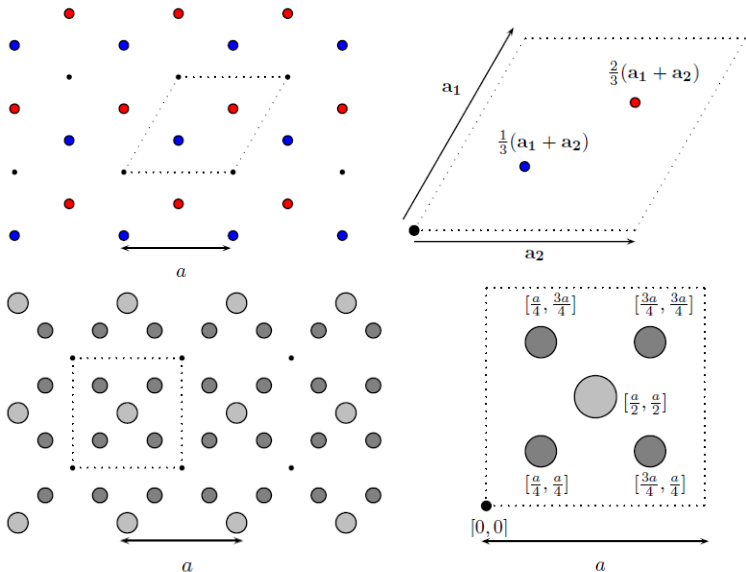 a
2/3(a₁ + a₂)
a₁
1/3(a₁ + a₂)
a₂
[a/4, 3a/4] [3a/4, 3a/4]
[a/2, a/2]
[a/4, a/4] [3a/4, a/4]
[0, 0]
a
a